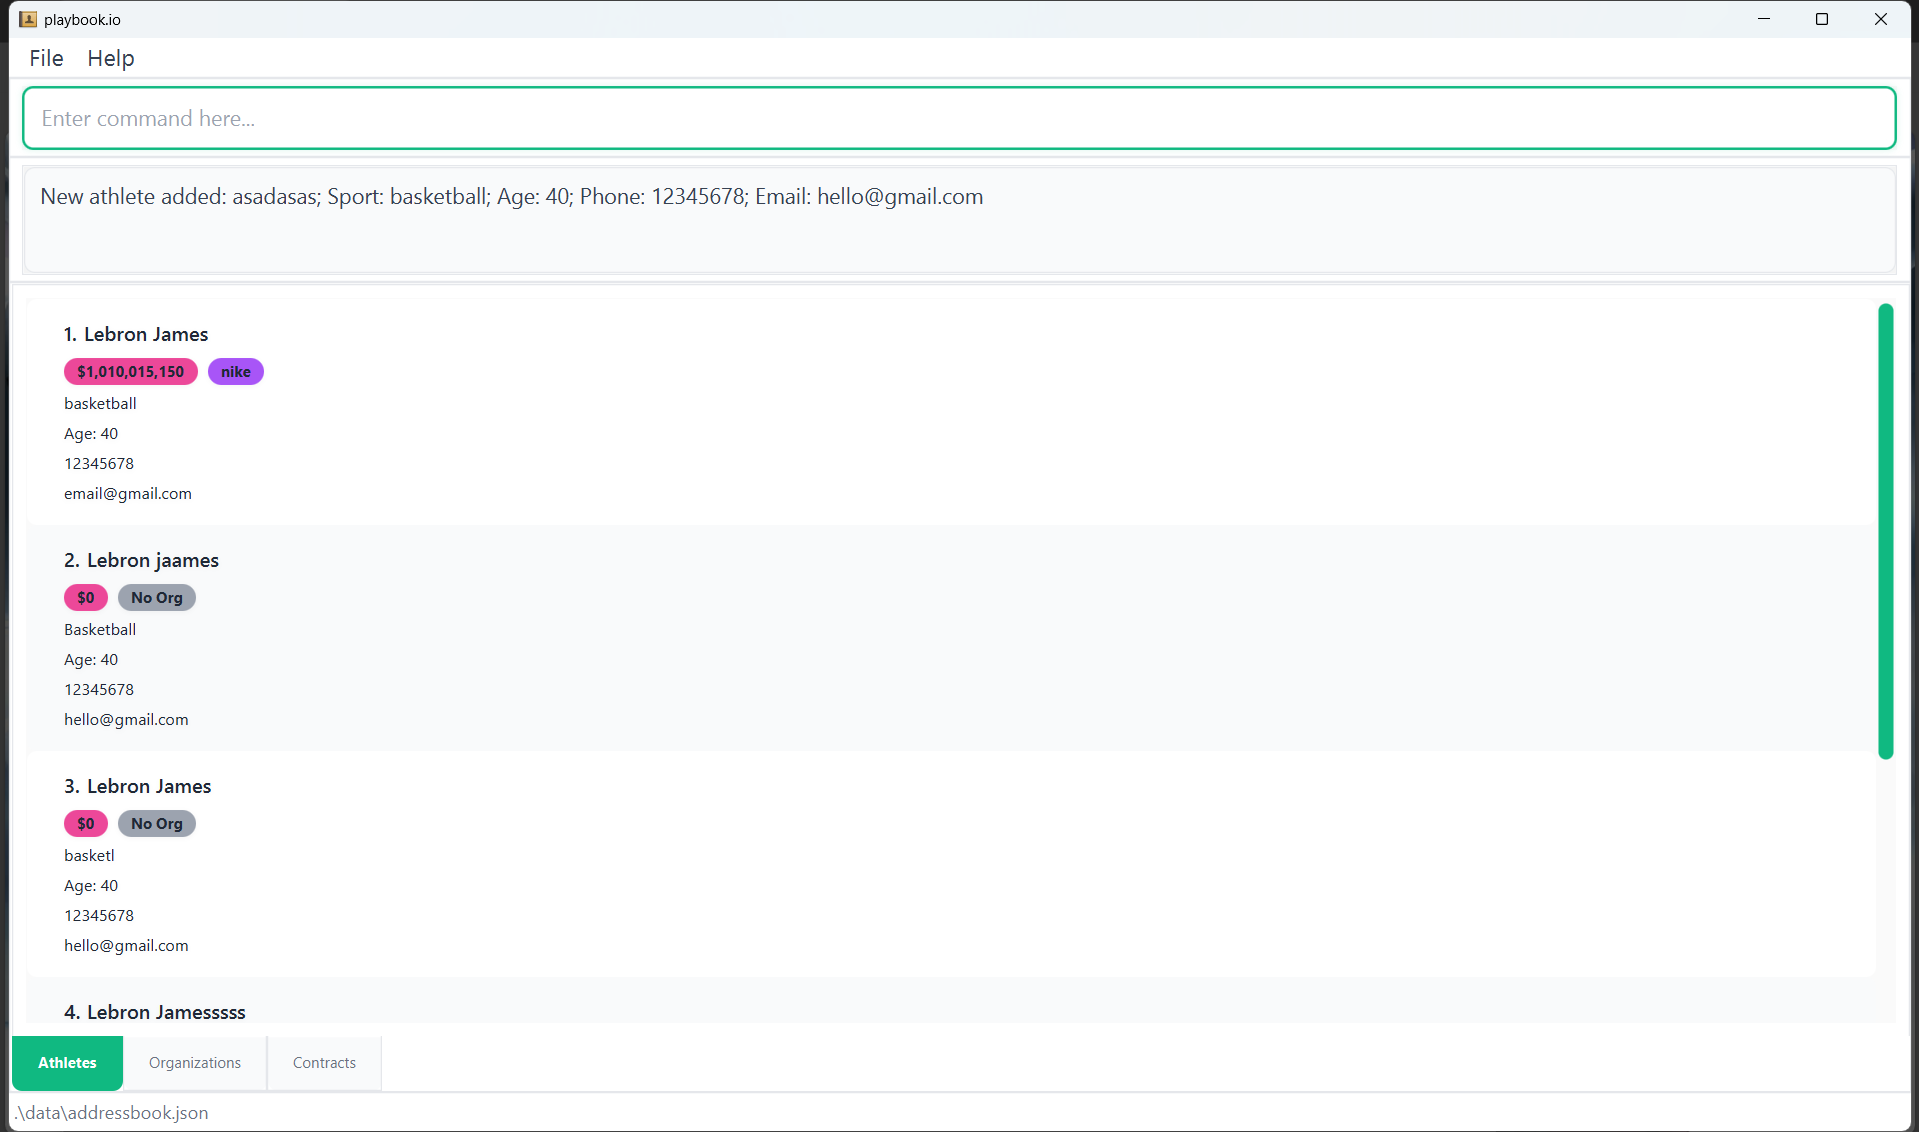 playbook.io
File Help
Enter command here...
New athlete added: asadasas; Sport: basketball; Age: 40; Phone: 12345678; Email: hello@gmail.com
1. Lebron James
$1,010,015,150 nike
basketball
Age: 40
12345678
email@gmail.com
2. Lebron jaames
$0 No Org
Basketball
Age: 40
12345678
hello@gmail.com
3. Lebron James
$0 No Org
basketl
Age: 40
12345678
hello@gmail.com
4. Lebron Jamesssss
Athletes Organizations Contracts
.\data\addressbook.json